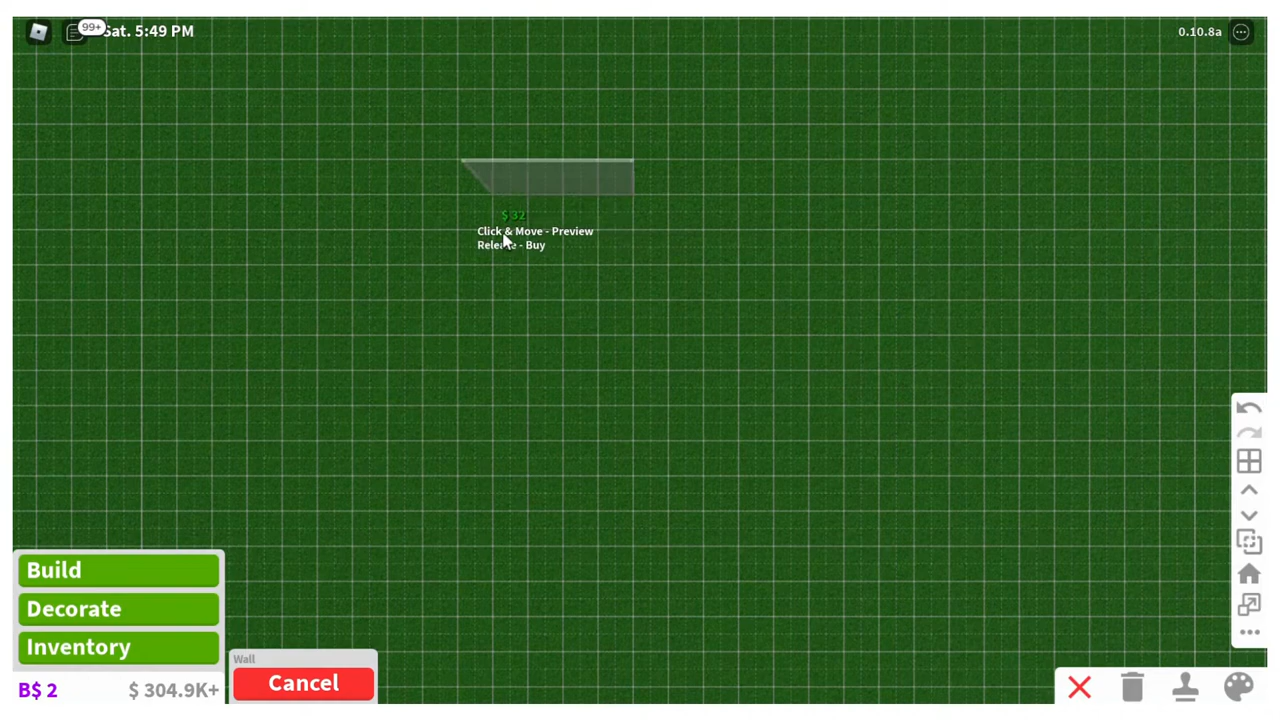 99+
Sat. 5:49 PM
0.10.8a
$ 32
Click & Move - Preview
Release - Buy
Build
Decorate
Inventory
B$ 2
$ 304.9K+
Wall
Cancel